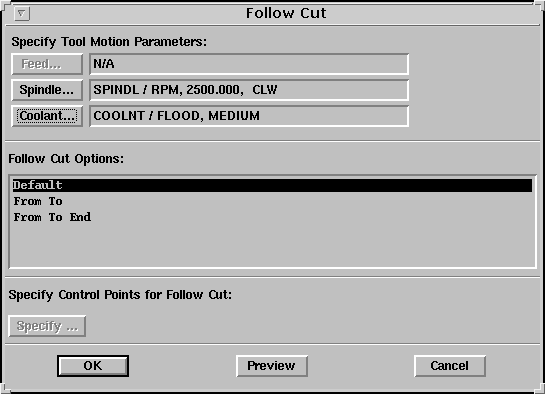 Follow Cut
Specify Tool Motion Parameters:
Feed... N/A
Spindle... SPINDL / RPM, 2500.000, CLW
Coolant... COOLNT / FLOOD, MEDIUM
Follow Cut Options:
Default
From To
From To End
Specify Control Points for Follow Cut:
Specify ...
OK Preview Cancel